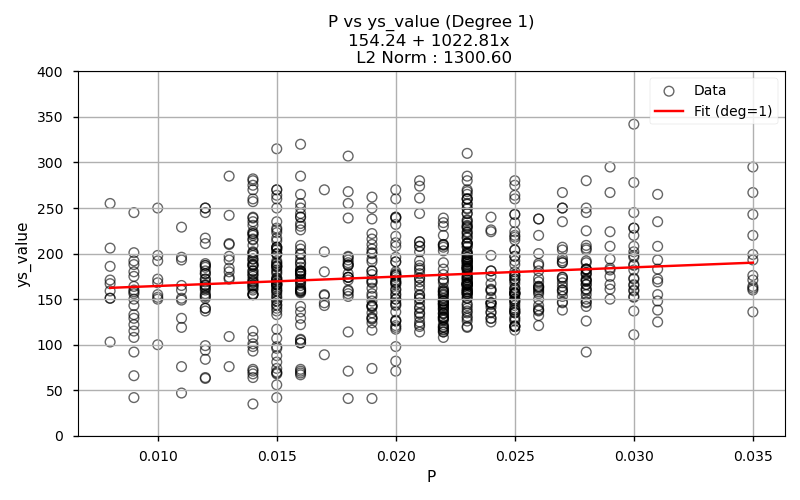 P vs ys_value (Degree 1)
154.24 + 1022.81x
L2 Norm : 1300.60
400
350
300
250
200
150
100
50
0
ys_value
Data
Fit (deg=1)
0.010
0.015
0.020
0.025
0.030
0.035
P